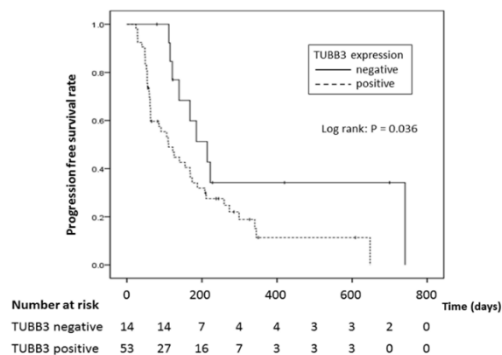 Progression free survival rate
1.0
0.8
0.6
0.4
0.2
0.0
TUBB3 expression
negative
positive
Log rank: P = 0.036
0 200 400 600 800
Time (days)
Number at risk
TUBB3 negative 14 14 7 4 4 3 3 2 0
TUBB3 positive 53 27 16 7 3 3 3 0 0